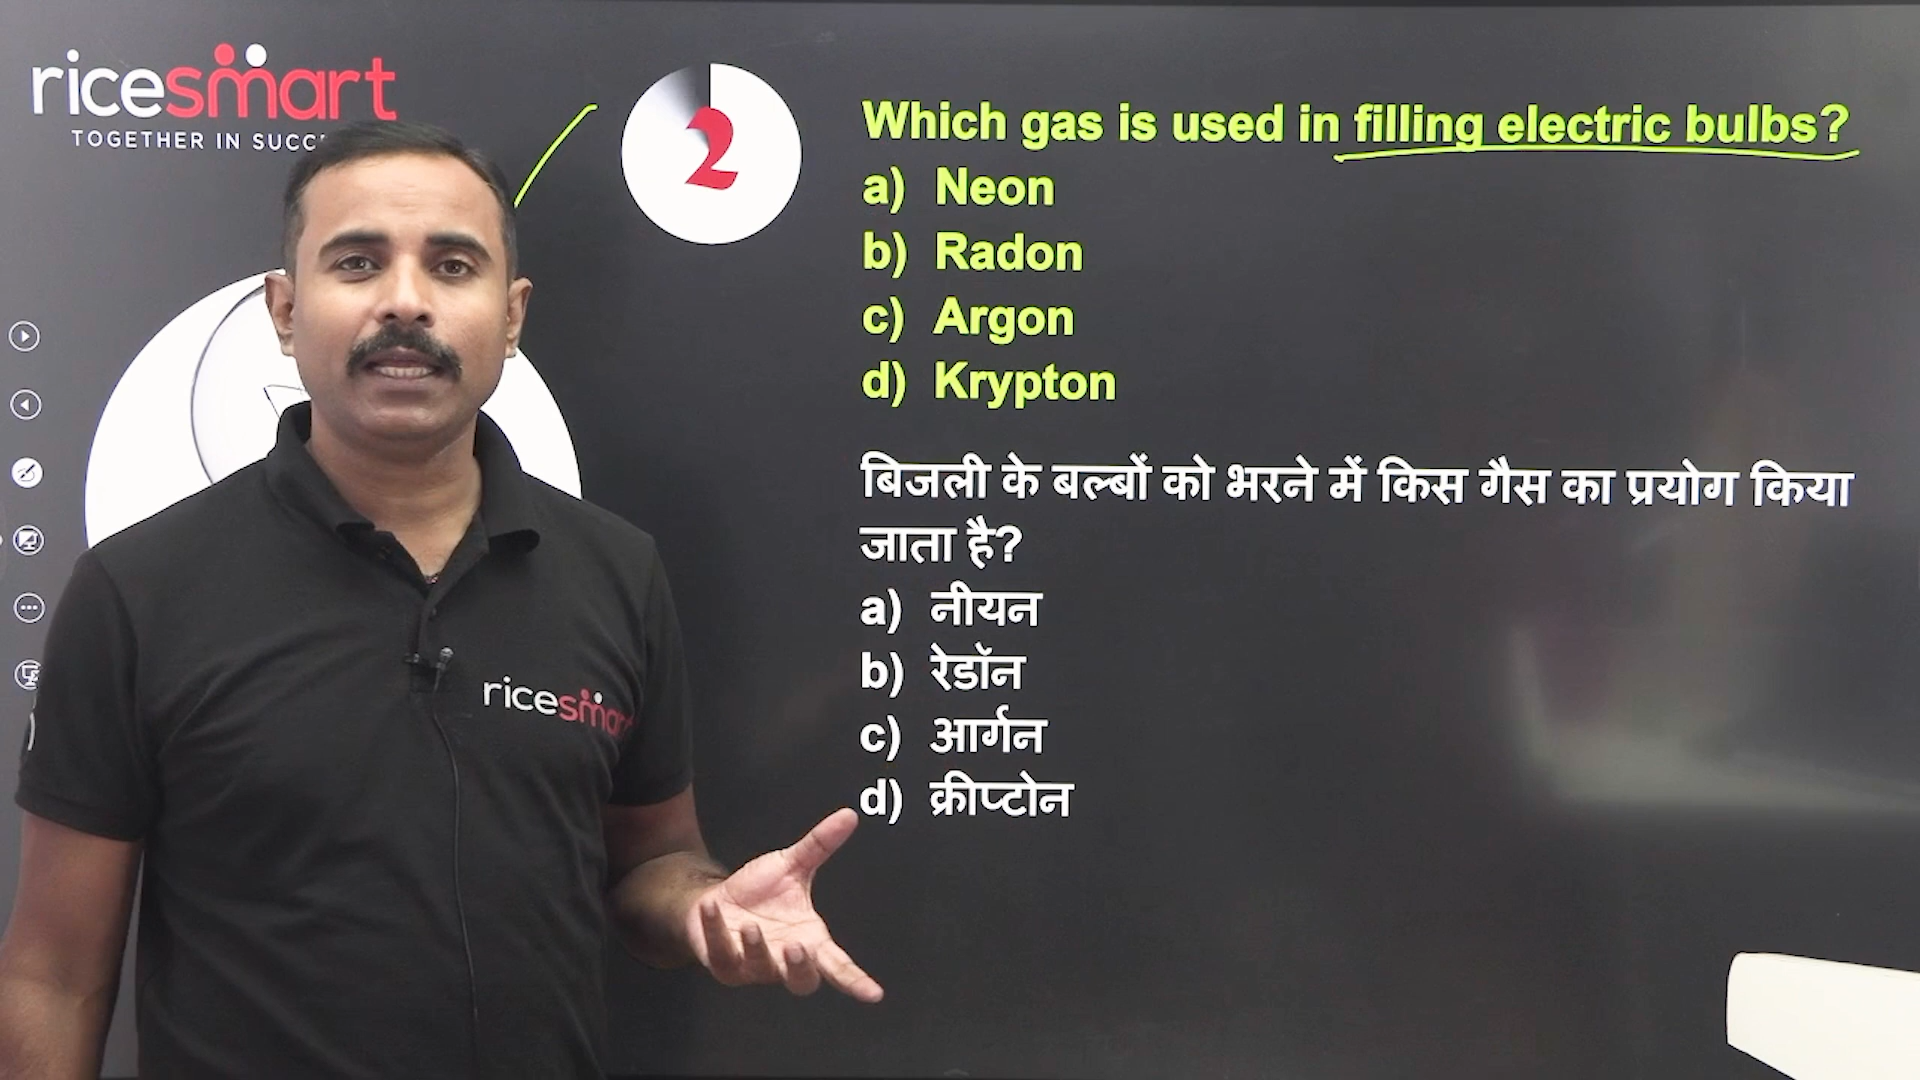 ricesmart
TOGETHER IN SUCC
2
Which gas is used in filling electric bulbs?
a) Neon
b) Radon
c) Argon
d) Krypton
बिजली के बल्बों को भरने में किस गैस का प्रयोग किया
जाता है?
a) नीयन
b) रेडॉन
c) आर्गन
d) क्रीप्टोन
ricesmart